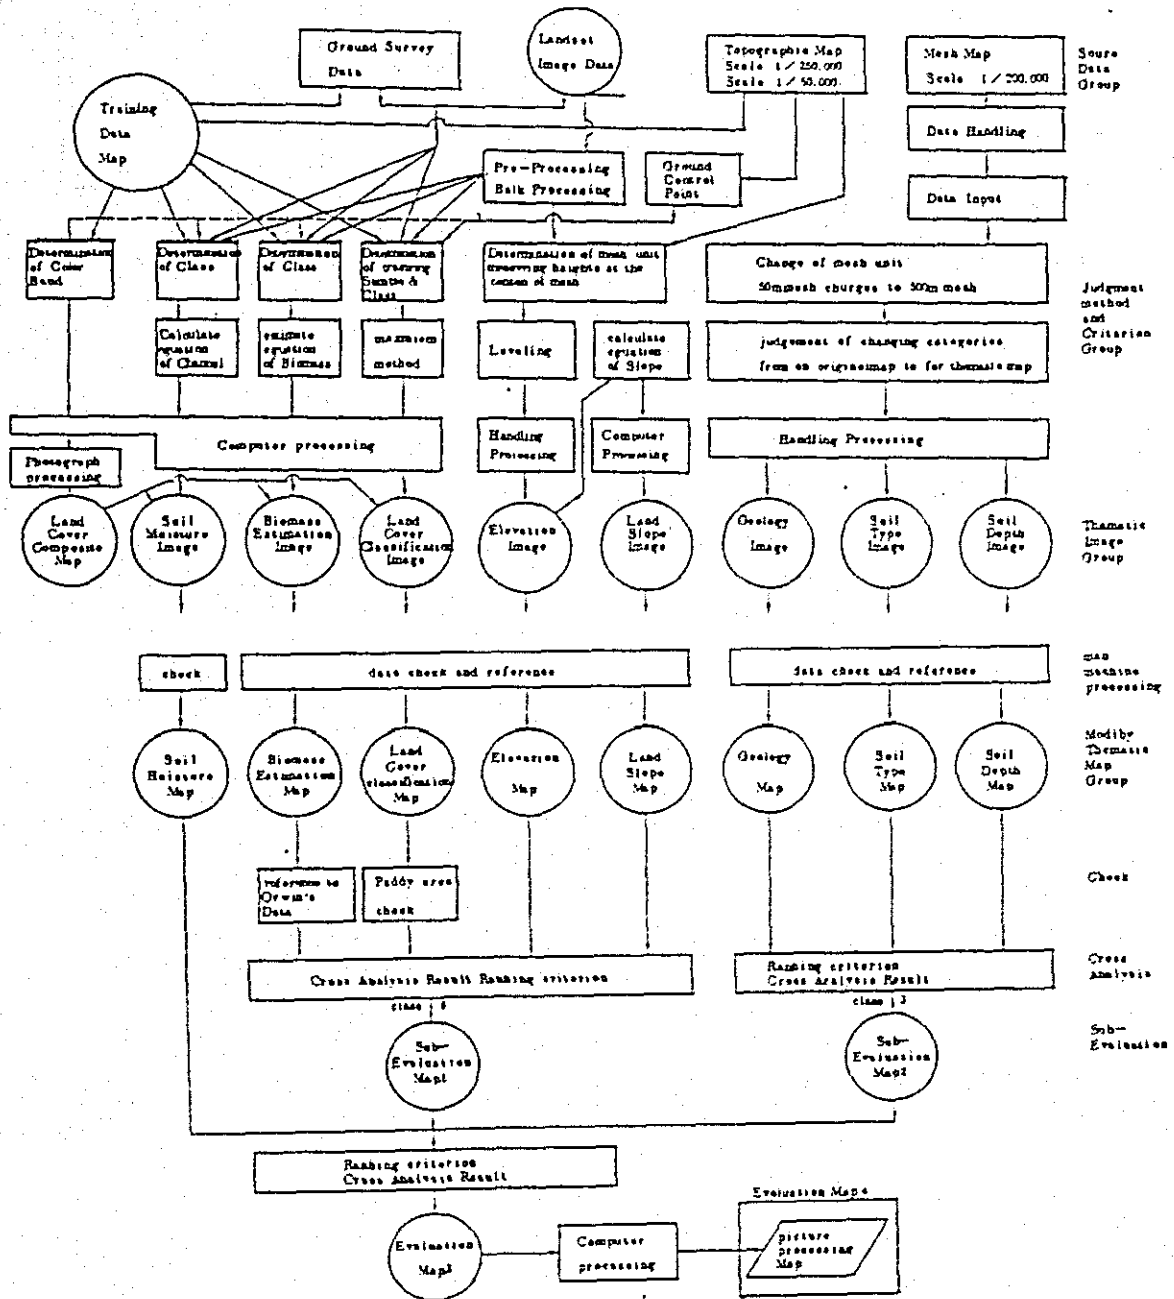 Ground Survey
Data
Landset
Image Data
Topographic Map
Scale 1/250.000
Scale 1/50.000
Mesh Map
Scale 1/200.000
Soure
Data
Group
Training
Data
Map
Data Handling
Pre-Processing
Bulk Processing
Ground
Control
Point
Data Input
Determination
of Color
Band
Determination
of Class
Determination
of Class
Determination
of training
Sample &
Class
Determination of mesh unit
measuring heights at the
center of mesh
Change of mesh unit
50m mesh changes to 500m mesh
Judgment
method
and
Critarian
Group
Calculate
equation
of Channel
estimate
equation
of Biomass
maximum
method
Leveling
calculate
equation
of Slope
judgement of changing categories
from an original map to for thematic map
Computer processing
Photograph
processing
Handling
Processing
Computer
Processing
Handling Processing
Land
Cover
Composite
Map
Soil
Moisture
Image
Biomass
Estimation
Image
Land
Cover
Classification
Image
Elevation
Image
Land
Slope
Image
Geology
Image
Soil
Type
Image
Soil
Depth
Image
Thematic
Image
Group
check
data check and reference
data check and reference
man
machine
processing
Soil
Moisture
Map
Biomass
Estimation
Map
Land
Cover
classification
Map
Elevation
Map
Land
Slope
Map
Geology
Map
Soil
Type
Map
Soil
Depth
Map
Modiby
Thematic
Map
Group
reference to
Data
Paddy area
check
Check
Cross Analysis Result Ranking criterion
Ranking criterion
Cross Analysis Result
Cross
Analysis
class
class 3
Sub-
Evaluation
Map1
Sub-
Evaluation
Map2
Sub-
Evaluation
Ranking criterion
Cross Analysis Result
Evaluation
Map3
Computer
processing
Evaluation Map 4
picture
processing
Map